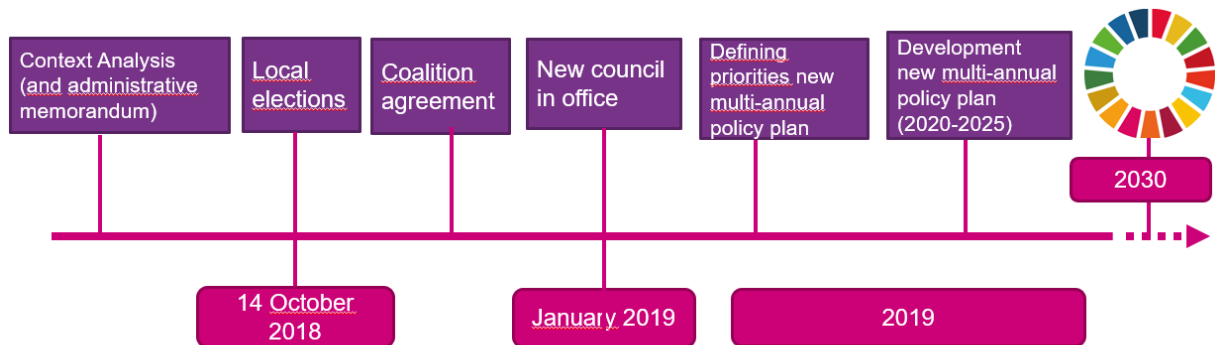 Context Analysis
(and administrative
memorandum)
Local
elections
Coalition
agreement
New council
in office
Defining
priorities new
multi-annual
policy plan
Development
new multi-annual
policy plan
(2020-2025)
2030
14 October
2018
January 2019
2019